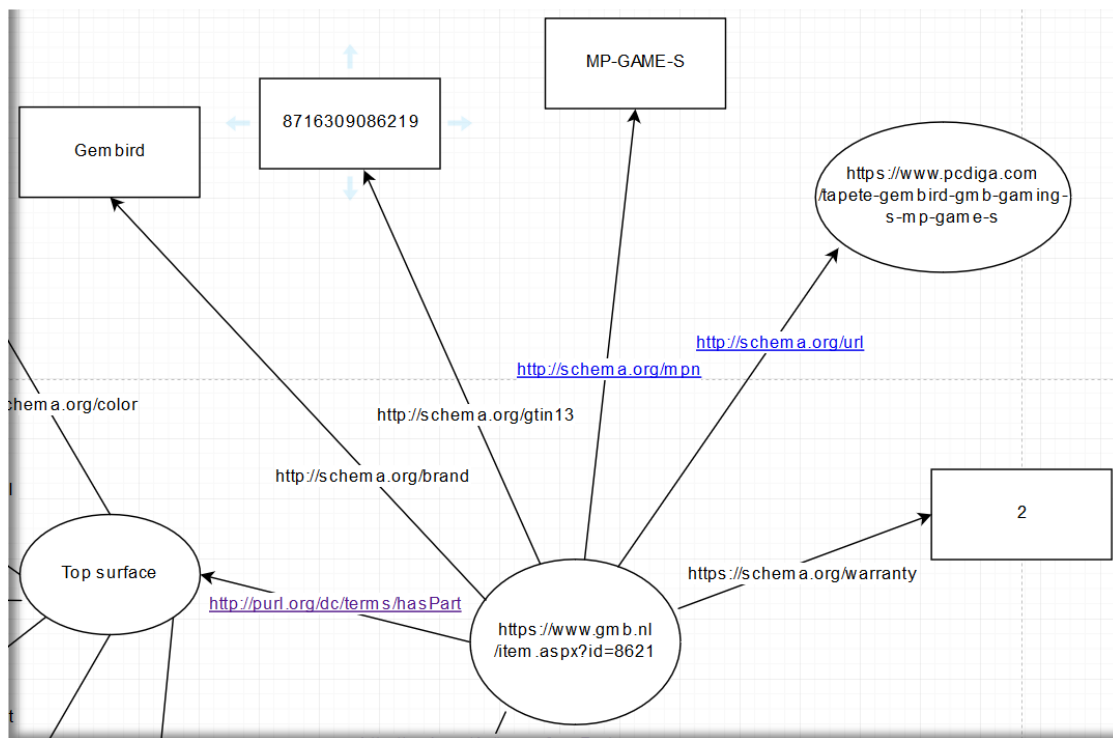 MP-GAME-S
8716309086219
Gembird
https://www.pcdiga.com
/tapete-gembird-gmb-gaming-
s-mp-game-s
http://schema.org/url
http://schema.org/mpn
chema.org/color
http://schema.org/gtin13
http://schema.org/brand
l
2
Top surface
https://schema.org/warranty
http://purl.org/dc/terms/hasPart
https://www.gmb.nl
/item.aspx?id=8621
t